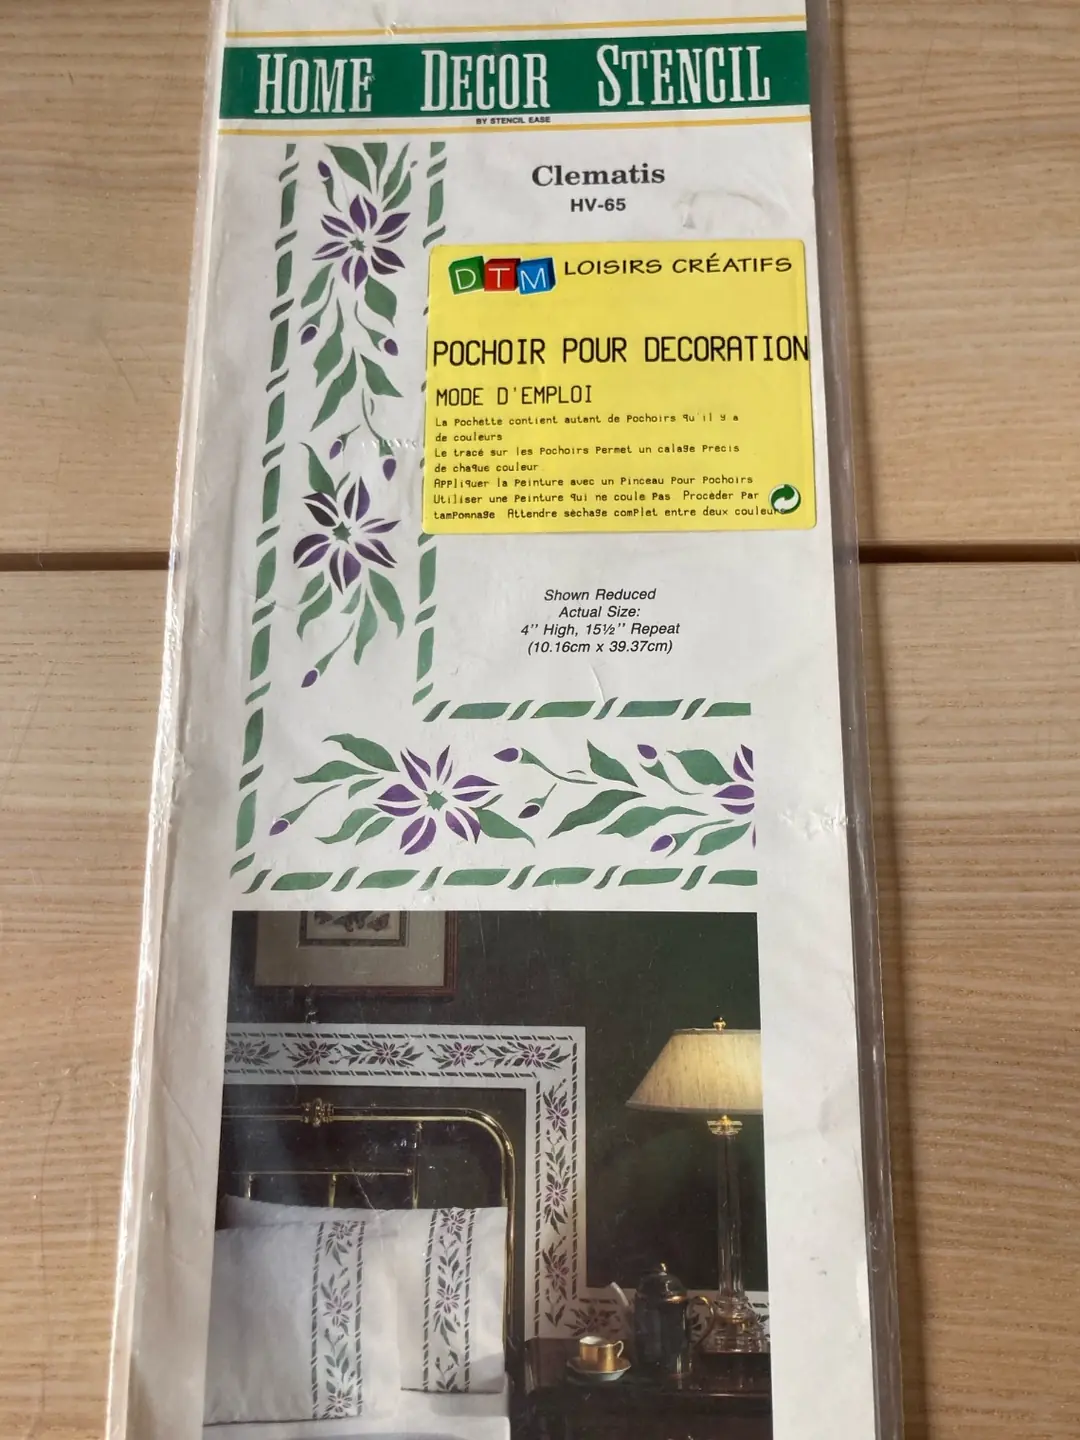 HOME DECOR STENCIL
BY STENCIL EASE
Clematis
HV-65
DTM LOISIRS CRÉATIFS
POCHOIR POUR DECORATION
MODE D'EMPLOI
La Pochette contient autant de Pochoirs qu'il y a
de couleurs
Le tracé sur les Pochoirs Permet un calage Précis
de chaque couleur
Appliquer la Peinture avec un Pinceau Pour Pochoirs
Utiliser une Peinture qui ne coule Pas Procéder Par
tamPonnage Attendre séchage comPlet entre deux couleurs
Shown Reduced
Actual Size:
4'' High, 15½'' Repeat
(10.16cm x 39.37cm)